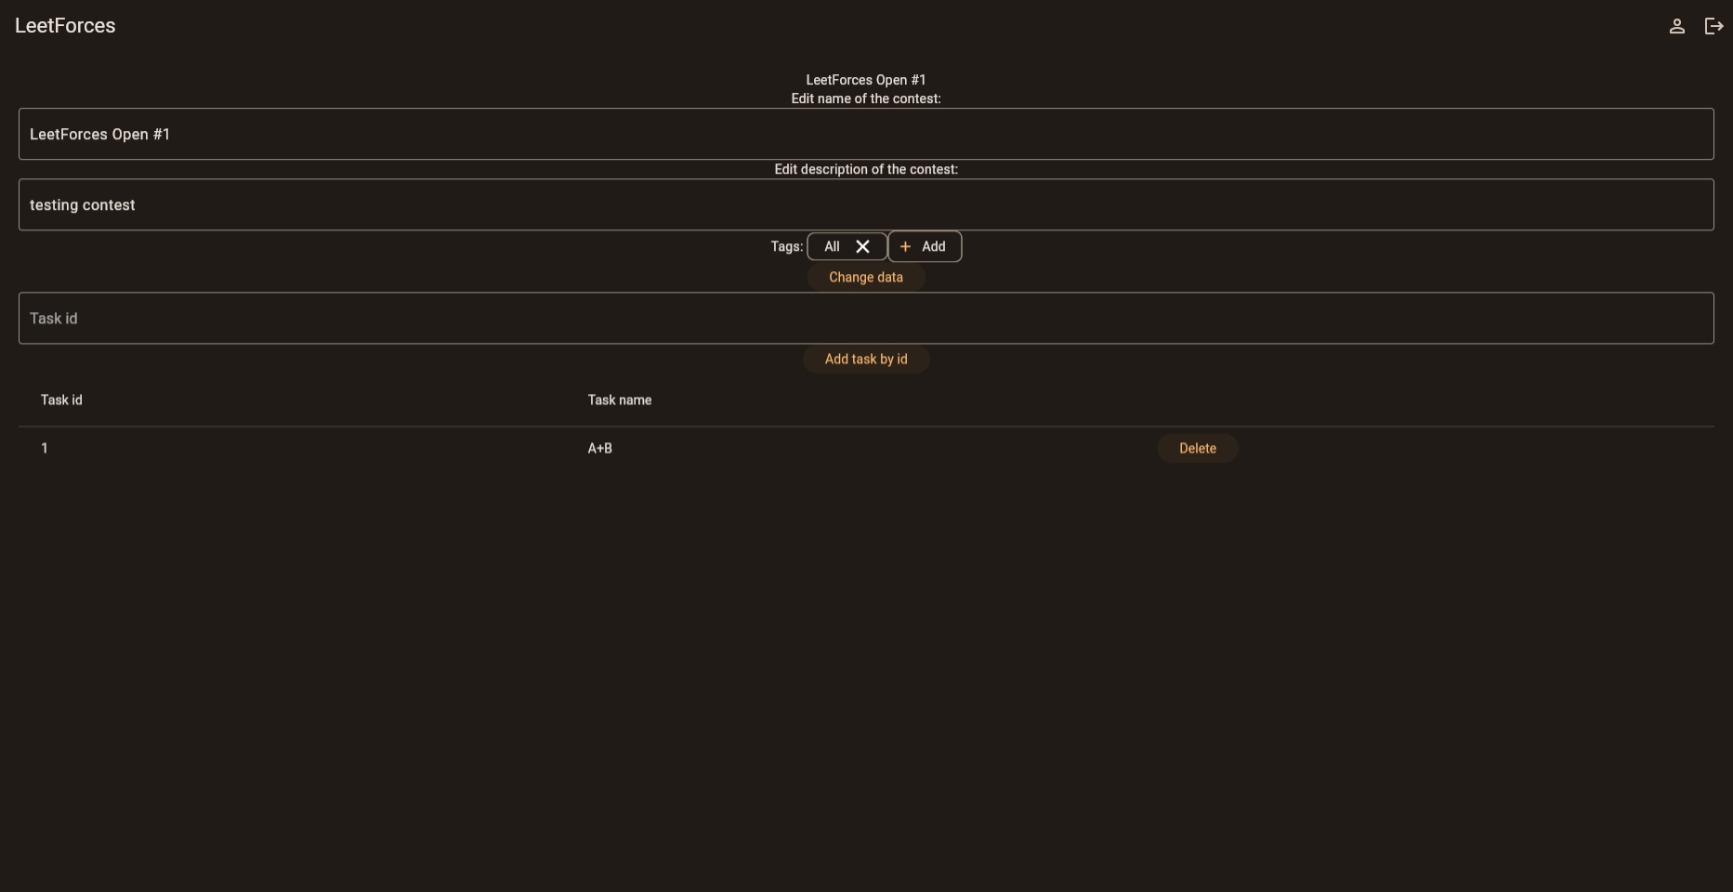 LeetForces
LeetForces Open #1
Edit name of the contest:
LeetForces Open #1
Edit description of the contest:
testing contest
Tags: All + Add
Change data
Task id
Add task by id
Task id Task name
1 A+B Delete